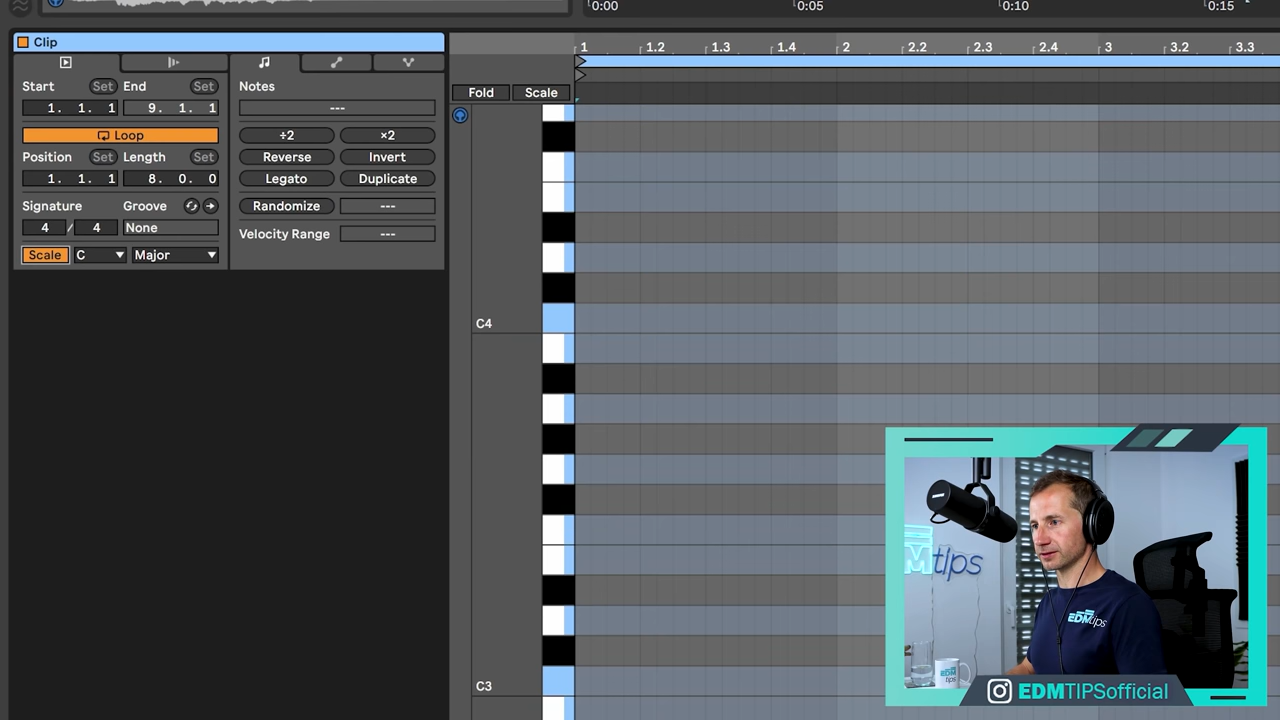 0:00 0:05 0:10 0:15
Clip
1 1.2 1.3 1.4 2 2.2 2.3 2.4 3 3.2 3.3
Start Set End Set
1. 1. 1 9. 1. 1
Loop
Position Set Length Set
1. 1. 1 8. 0. 0
Signature Groove
4 / 4 None
Scale C Major
Notes
---
÷2 ×2
Reverse Invert
Legato Duplicate
Randomize ---
Velocity Range ---
Fold Scale
C4
C3
M tips
EDMtips
EDM
tips
EDMTIPSofficial